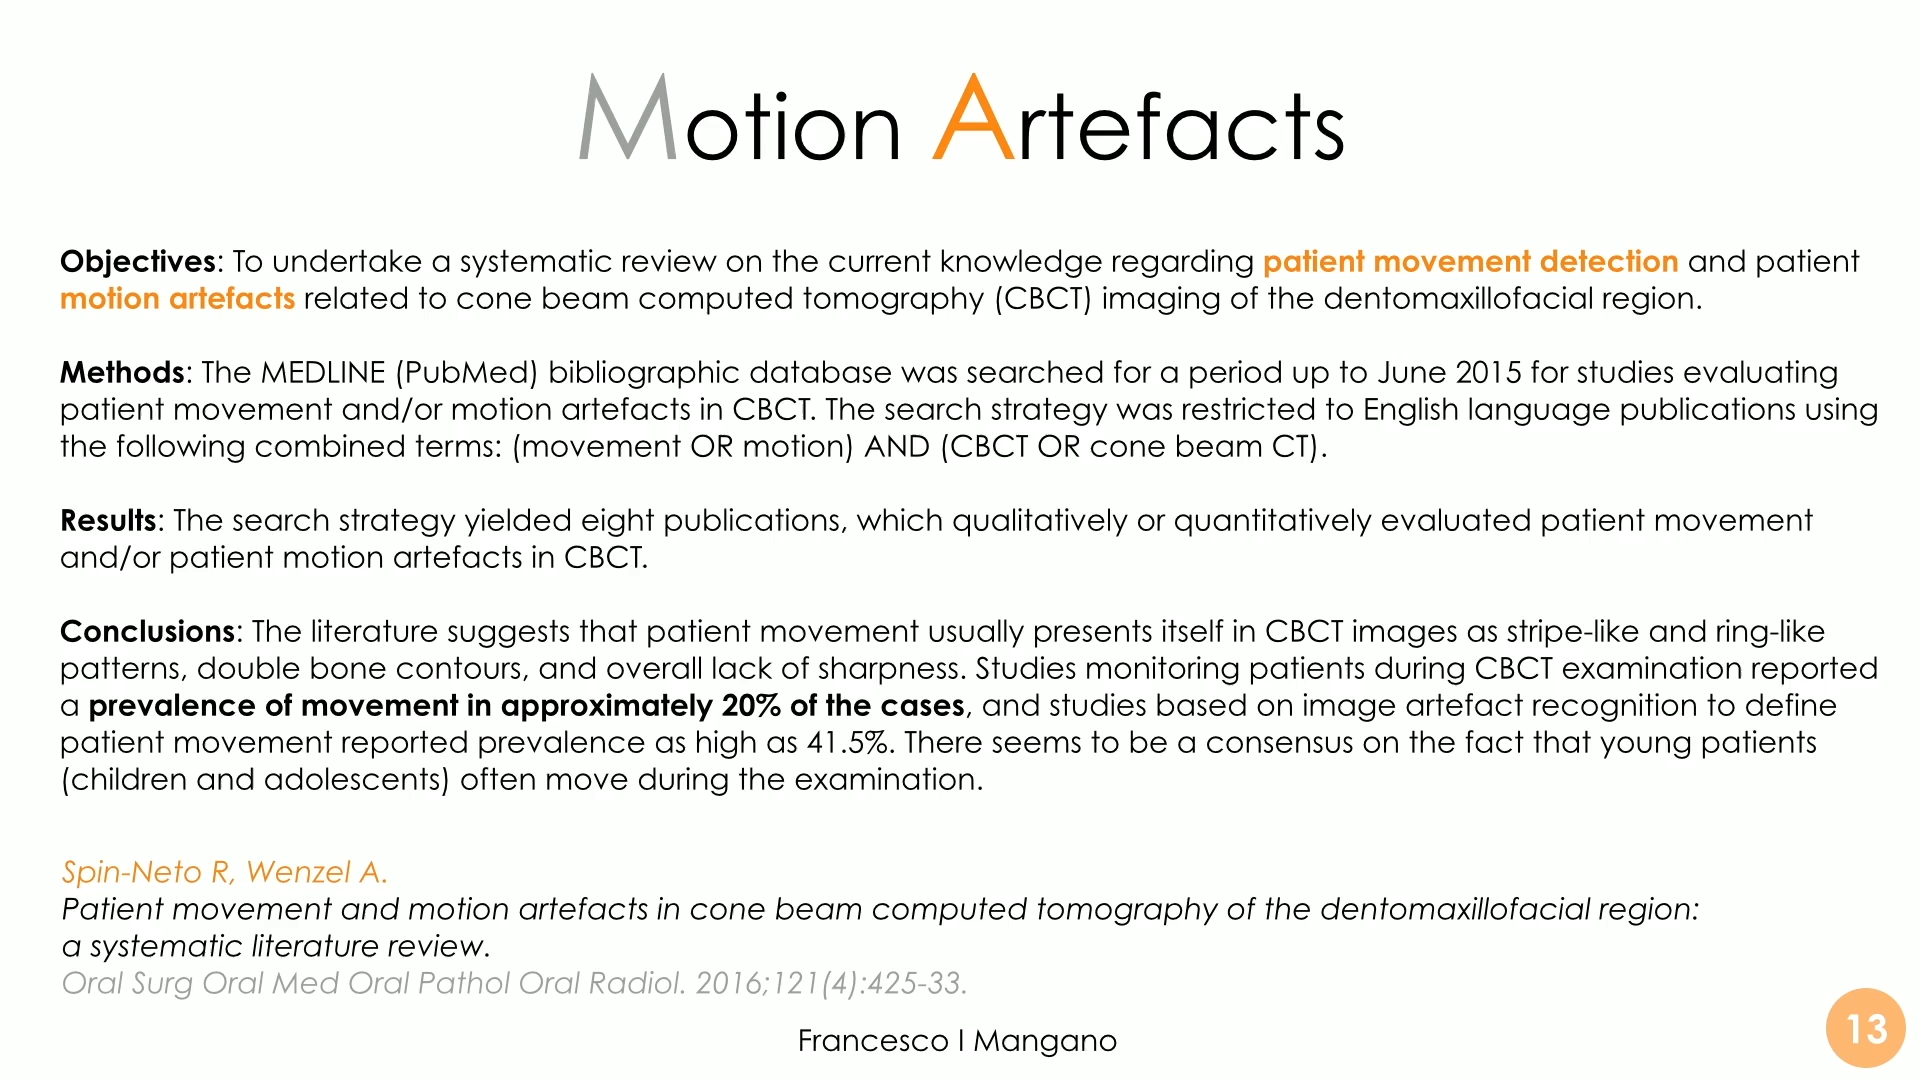 Motion Artefacts
Objectives: To undertake a systematic review on the current knowledge regarding patient movement detection and patient
motion artefacts related to cone beam computed tomography (CBCT) imaging of the dentomaxillofacial region.
Methods: The MEDLINE (PubMed) bibliographic database was searched for a period up to June 2015 for studies evaluating
patient movement and/or motion artefacts in CBCT. The search strategy was restricted to English language publications using
the following combined terms: (movement OR motion) AND (CBCT OR cone beam CT).
Results: The search strategy yielded eight publications, which qualitatively or quantitatively evaluated patient movement
and/or patient motion artefacts in CBCT.
Conclusions: The literature suggests that patient movement usually presents itself in CBCT images as stripe-like and ring-like
patterns, double bone contours, and overall lack of sharpness. Studies monitoring patients during CBCT examination reported
a prevalence of movement in approximately 20% of the cases, and studies based on image artefact recognition to define
patient movement reported prevalence as high as 41.5%. There seems to be a consensus on the fact that young patients
(children and adolescents) often move during the examination.
Spin-Neto R, Wenzel A.
Patient movement and motion artefacts in cone beam computed tomography of the dentomaxillofacial region:
a systematic literature review.
Oral Surg Oral Med Oral Pathol Oral Radiol. 2016;121(4):425-33.
Francesco I Mangano
13